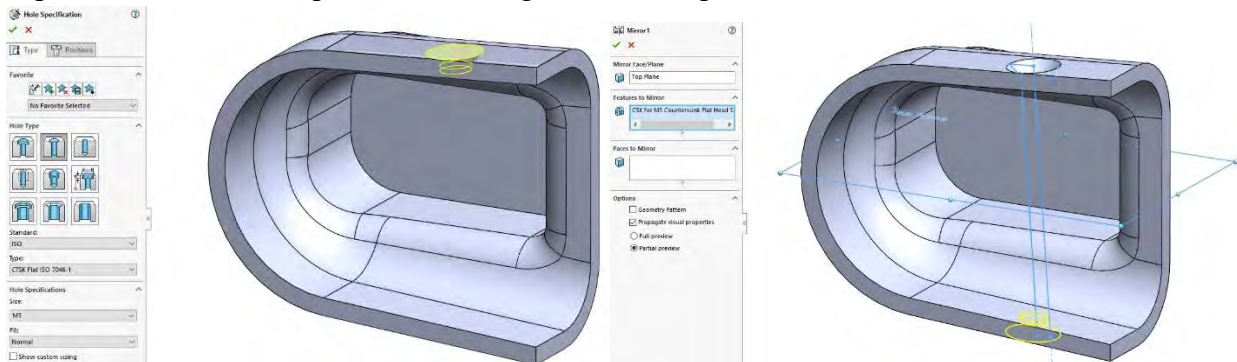 Hole Specification
Type
Positions
Favorite
No Favorite Selected
Hole Type
Standard:
ISO
Type:
CTSK Flat ISO 7046-1
Hole Specifications
Size:
M3
Fit:
Normal
Show custom sizing
Mirror1
Mirror Face/Plane
Top Plane
Features to Mirror
CSK for M3 Countersunk Flat Head S
Faces to Mirror
Options
Geometry Pattern
Propagate visual properties
Full preview
Partial preview